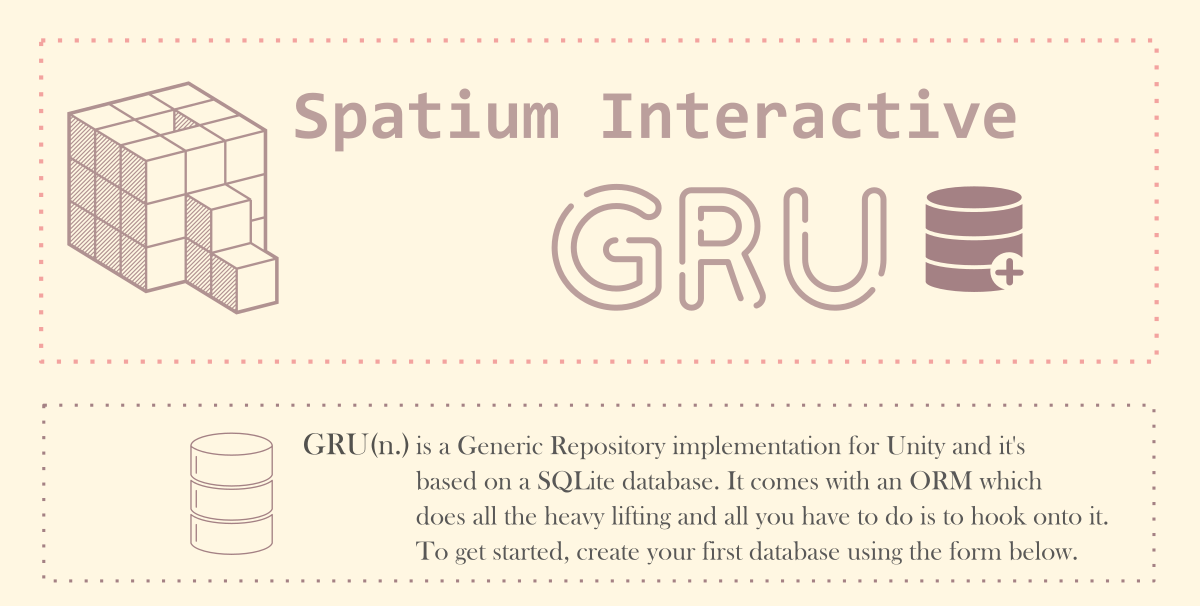 Spatium Interactive
GRU
GRU(n.) is a Generic Repository implementation for Unity and it's
based on a SQLite database. It comes with an ORM which
does all the heavy lifting and all you have to do is to hook onto it.
To get started, create your first database using the form below.